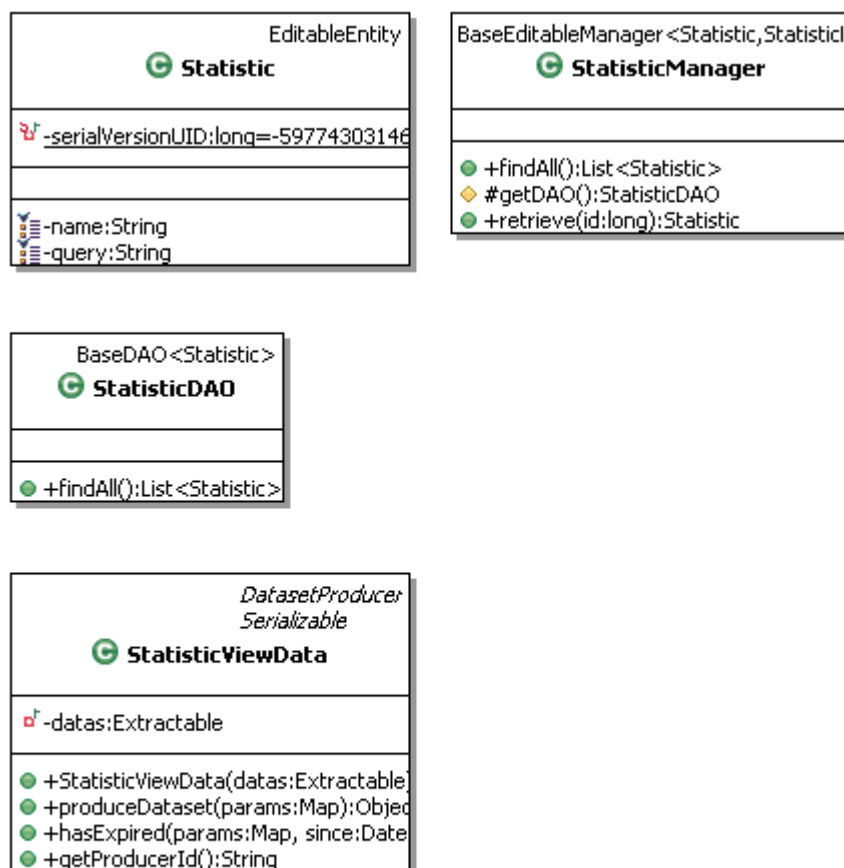 EditableEntity
Statistic
-serialVersionUID:long=-59774303146
-name:String
-query:String
BaseEditableManager<Statistic,StatisticI
StatisticManager
+findAll():List<Statistic>
#getDAO():StatisticDAO
+retrieve(id:long):Statistic
BaseDAO<Statistic>
StatisticDAO
+findAll():List<Statistic>
DatasetProducer
Serializable
StatisticViewData
-datas:Extractable
+StatisticViewData(datas:Extractable)
+produceDataset(params:Map):Objec
+hasExpired(params:Map, since:Date
+getProducerId():String